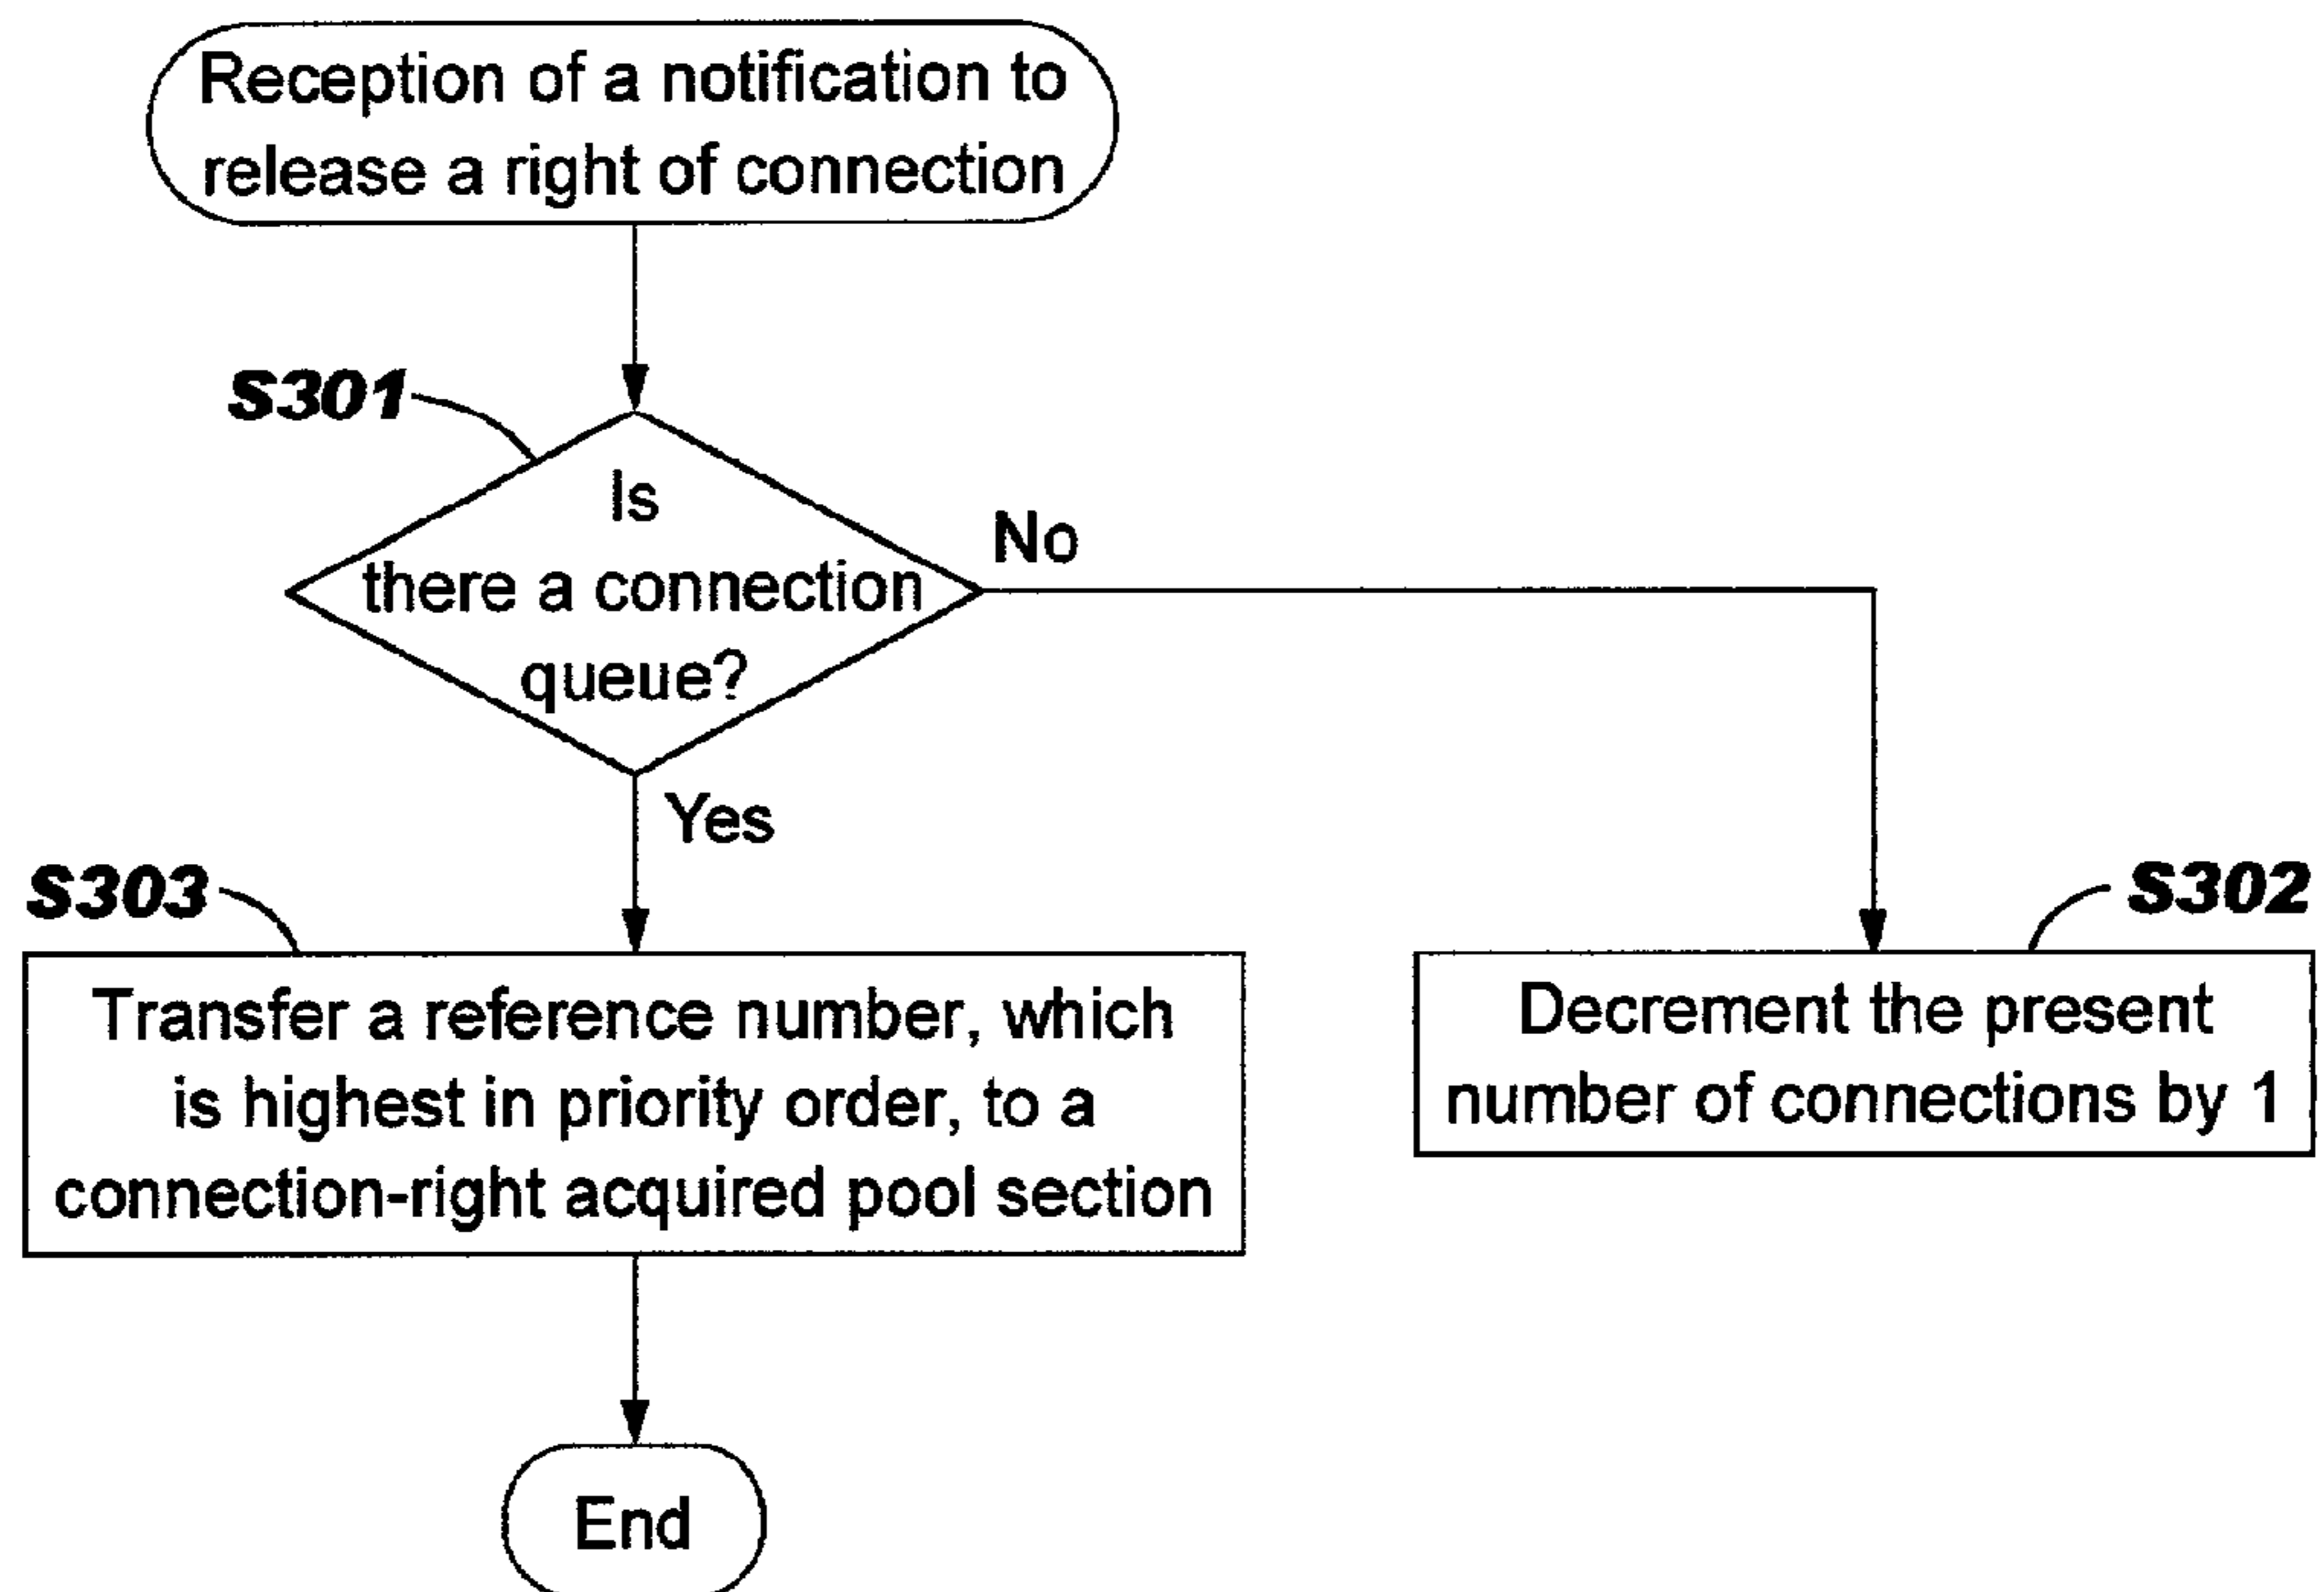 Reception of a notification to
release a right of connection
S301
Is
there a connection
queue?
No
Yes
S303
S302
Transfer a reference number, which
is highest in priority order, to a
connection-right acquired pool section
Decrement the present
number of connections by 1
End